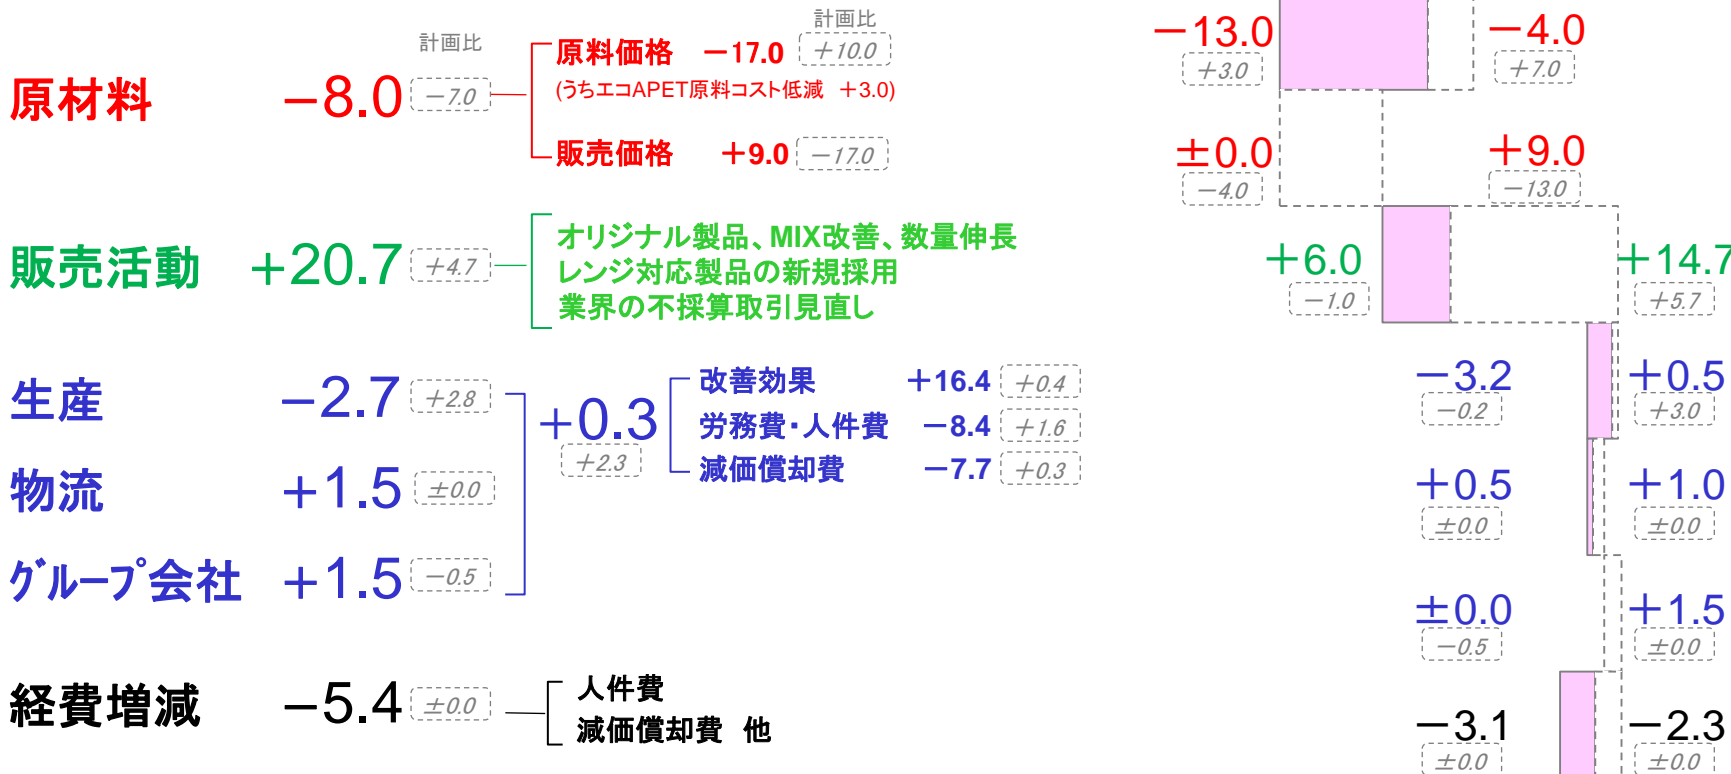 計画比
計画比
原材料 −8.0 −7.0
原料価格 −17.0 +10.0
(うちエコAPET原料コスト低減 +3.0)
販売価格 +9.0 −17.0
−13.0 −4.0
+3.0 +7.0
±0.0 +9.0
−4.0 −13.0
販売活動 +20.7 +4.7
オリジナル製品、MIX改善、数量伸長
レンジ対応製品の新規採用
業界の不採算取引見直し
+6.0 +14.7
−1.0 +5.7
生産 −2.7 +2.8
物流 +1.5 ±0.0
グループ会社 +1.5 −0.5
+0.3
+2.3
改善効果 +16.4 +0.4
労務費・人件費 −8.4 +1.6
減価償却費 −7.7 +0.3
−3.2 +0.5
−0.2 +3.0
+0.5 +1.0
±0.0 ±0.0
±0.0 +1.5
−0.5 ±0.0
経費増減 −5.4 ±0.0
人件費
減価償却費 他
−3.1 −2.3
±0.0 ±0.0